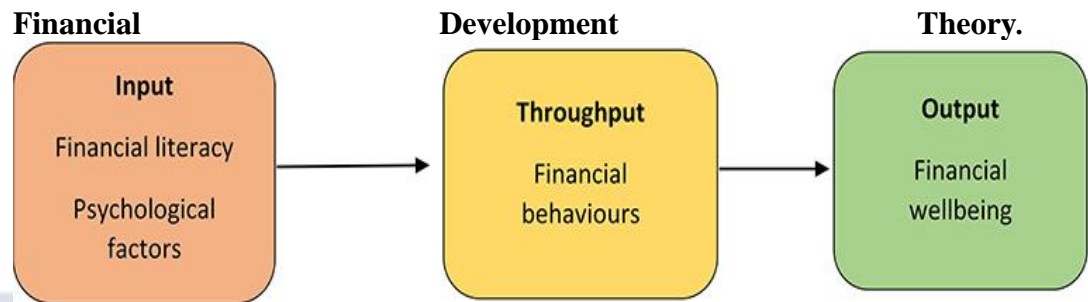 Financial Development Theory.
Input
Financial literacy
Psychological
factors
Throughput
Financial
behaviours
Output
Financial
wellbeing